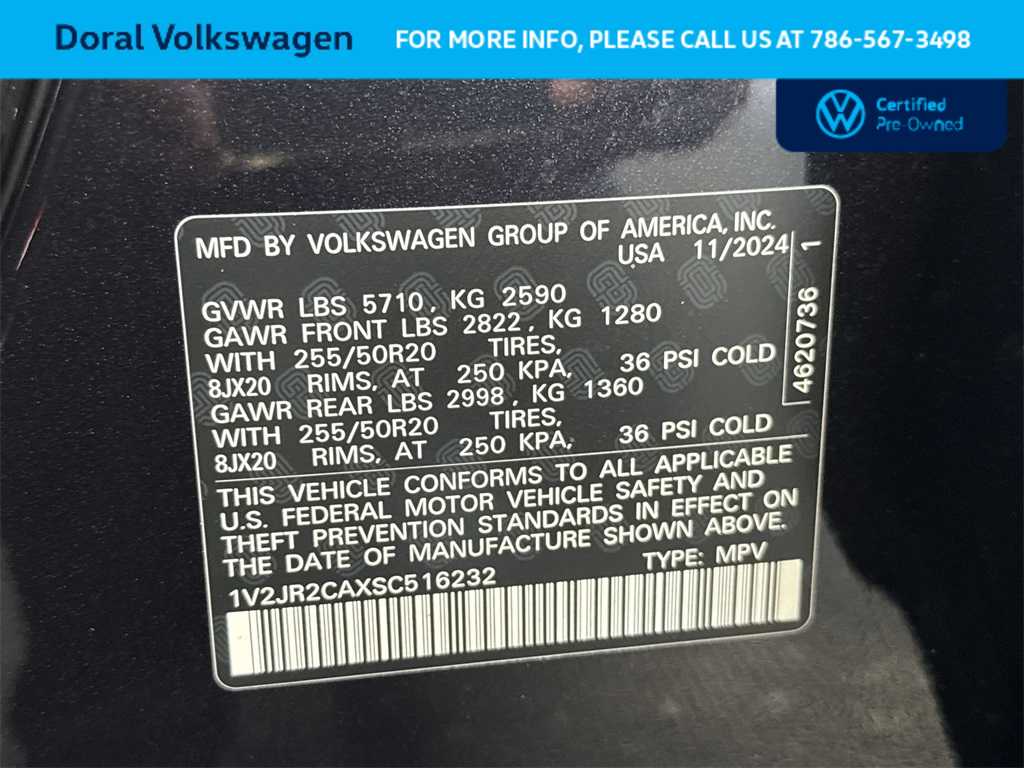 Doral Volkswagen
FOR MORE INFO, PLEASE CALL US AT 786-567-3498
Certified
Pre-Owned
MFD BY VOLKSWAGEN GROUP OF AMERICA, INC.
USA 11/2024
GVWR LBS 5710, KG 2590
GAWR FRONT LBS 2822, KG 1280
WITH 255/50R20 TIRES,
8JX20 RIMS, AT 250 KPA, 36 PSI COLD
GAWR REAR LBS 2998, KG 1360
WITH 255/50R20 TIRES,
8JX20 RIMS, AT 250 KPA, 36 PSI COLD
4620736 1
THIS VEHICLE CONFORMS TO ALL APPLICABLE
U.S. FEDERAL MOTOR VEHICLE SAFETY AND
THEFT PREVENTION STANDARDS IN EFFECT ON
THE DATE OF MANUFACTURE SHOWN ABOVE.
1V2JR2CAXSC516232 TYPE: MPV